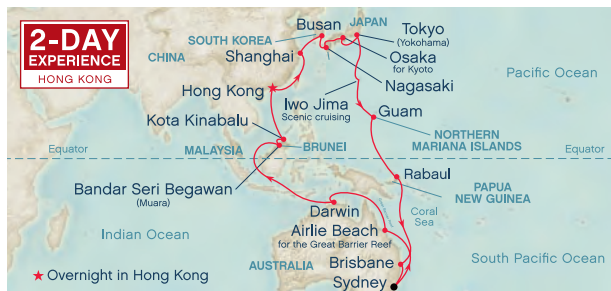 2-DAY
EXPERIENCE
HONG KONG
Busan
JAPAN
Tokyo
(Yokohama)
SOUTH KOREA
CHINA
Shanghai
Osaka
for Kyoto
Nagasaki
Pacific Ocean
Hong Kong
Iwo Jima
Scenic cruising
Guam
Kota Kinabalu
NORTHERN
MARIANA ISLANDS
Equator
MALAYSIA
BRUNEI
Equator
Bandar Seri Begawan
(Muara)
Rabaul
PAPUA
NEW GUINEA
Darwin
Coral
Sea
Indian Ocean
Airlie Beach
for the Great Barrier Reef
South Pacific Ocean
AUSTRALIA
Brisbane
Overnight in Hong Kong
Sydney